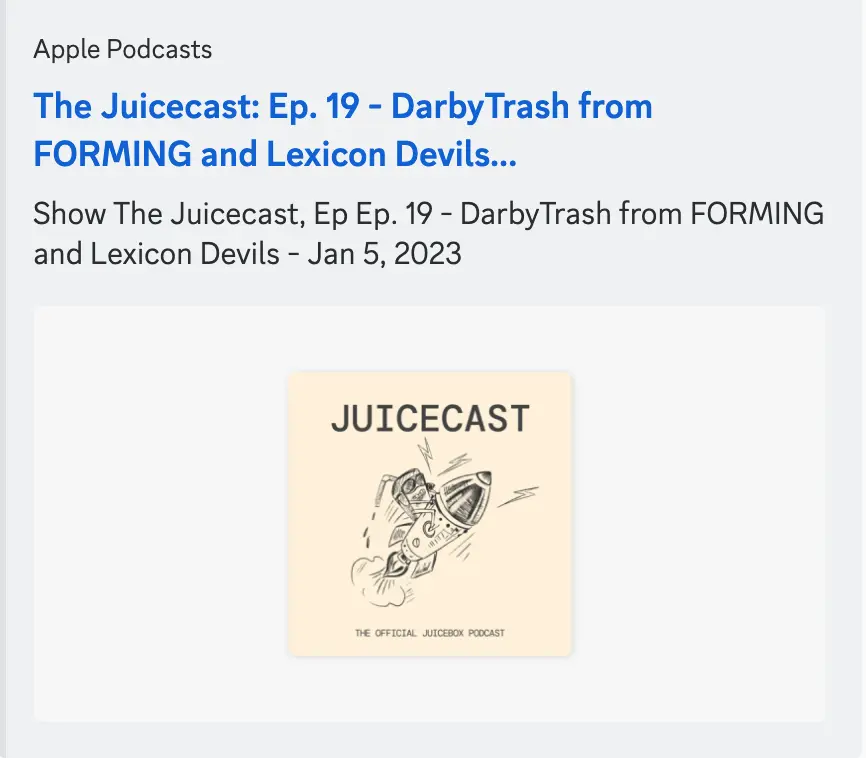 Apple Podcasts
The Juicecast: Ep. 19 - DarbyTrash from
FORMING and Lexicon Devils...
Show The Juicecast, Ep Ep. 19 - DarbyTrash from FORMING
and Lexicon Devils - Jan 5, 2023
JUICECAST
THE OFFICIAL JUICEBOX PODCAST